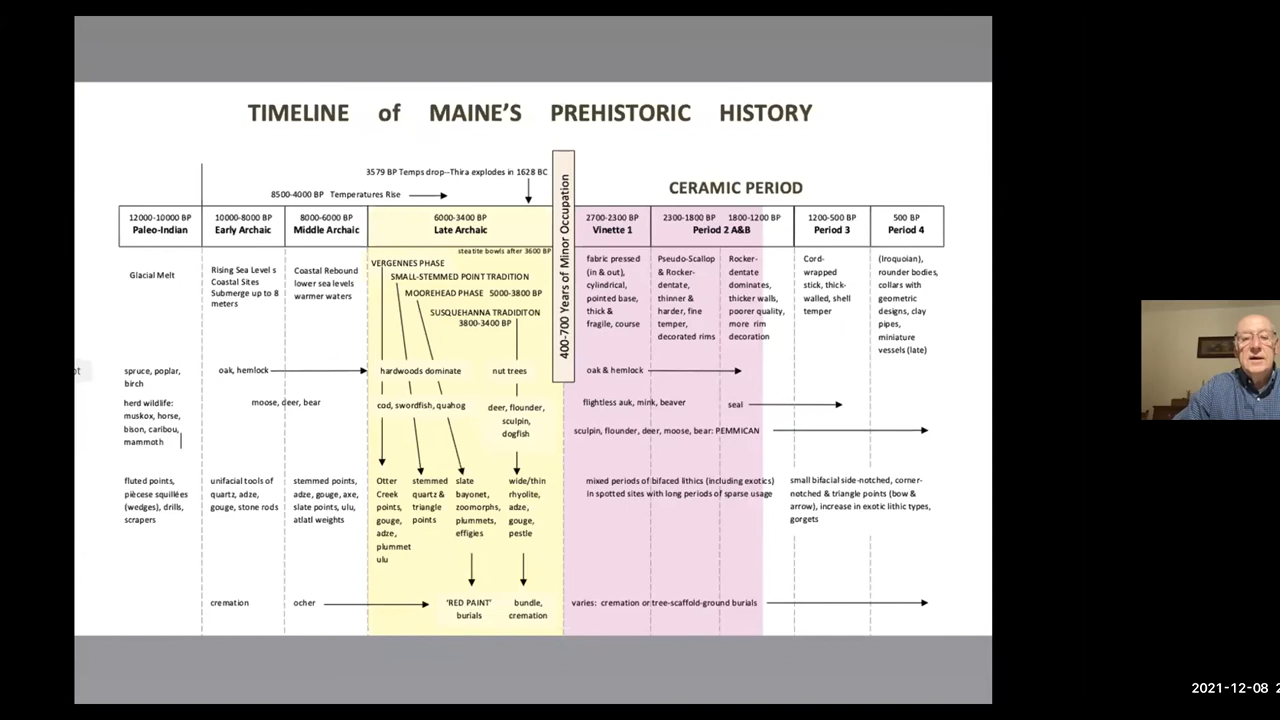 TIMELINE of MAINE'S PREHISTORIC HISTORY
3579 BP Temps drop--Thira explodes in 1628 BC
8500-4000 BP Temperatures Rise
400-700 Years of Minor Occupation
CERAMIC PERIOD
12000-10000 BP
Paleo-Indian
10000-8000 BP
Early Archaic
8000-6000 BP
Middle Archaic
6000-3400 BP
Late Archaic
2700-2300 BP
Vinette 1
2300-1800 BP 1800-1200 BP
Period 2 A&B
1200-500 BP
Period 3
500 BP
Period 4
Glacial Melt
Rising Sea Level s
Coastal Sites
Submerge up to 8
meters
Coastal Rebound
lower sea levels
warmer waters
steatite bowls after 3600 BP
VERGENNES PHASE
SMALL-STEMMED POINT TRADITION
MOOREHEAD PHASE 5000-3800 BP
SUSQUEHANNA TRADIDITON
3800-3400 BP
fabric pressed
(in & out),
cylindrical,
pointed base,
thick &
fragile, course
Pseudo-Scallop
& Rocker-
dentate,
thinner &
harder, fine
temper,
decorated rims
Rocker-
dentate
dominates,
thicker walls,
poorer quality,
more rim
decoration
Cord-
wrapped
stick, thick-
walled, shell
temper
(Iroquoian),
rounder bodies,
collars with
geometric
designs, clay
pipes,
miniature
vessels (late)
spruce, poplar,
birch
oak, hemlock
hardwoods dominate
nut trees
oak & hemlock
herd wildlife:
muskox, horse,
bison, caribou,
mammoth
moose, deer, bear
cod, swordfish, quahog
deer, flounder,
sculpin,
dogfish
flightless auk, mink, beaver
seal
sculpin, flounder, deer, moose, bear: PEMMICAN
fluted points,
piècese squillées
(wedges), drills,
scrapers
unifacial tools of
quartz, adze,
gouge, stone rods
stemmed points,
adze, gouge, axe,
slate points, ulu,
atlatl weights
Otter
Creek
points,
gouge,
adze,
plummet
ulu
stemmed
quartz &
triangle
points
slate
bayonet,
zoomorphs,
plummets,
effigies
wide/thin
rhyolite,
adze,
gouge,
pestle
mixed periods of bifaced lithics (including exotics)
in spotted sites with long periods of sparse usage
small bifacial side-notched, corner-
notched & triangle points (bow &
arrow), increase in exotic lithic types,
gorgets
cremation
ocher
'RED PAINT'
burials
bundle,
cremation
varies: cremation or tree-scaffold-ground burials
2021-12-08